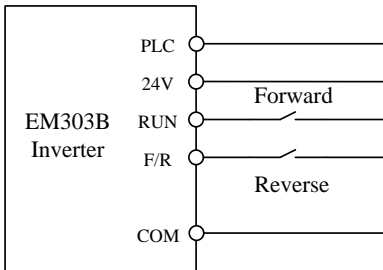 PLC
24V
Forward
EM303B
Inverter
RUN
F/R
Reverse
COM